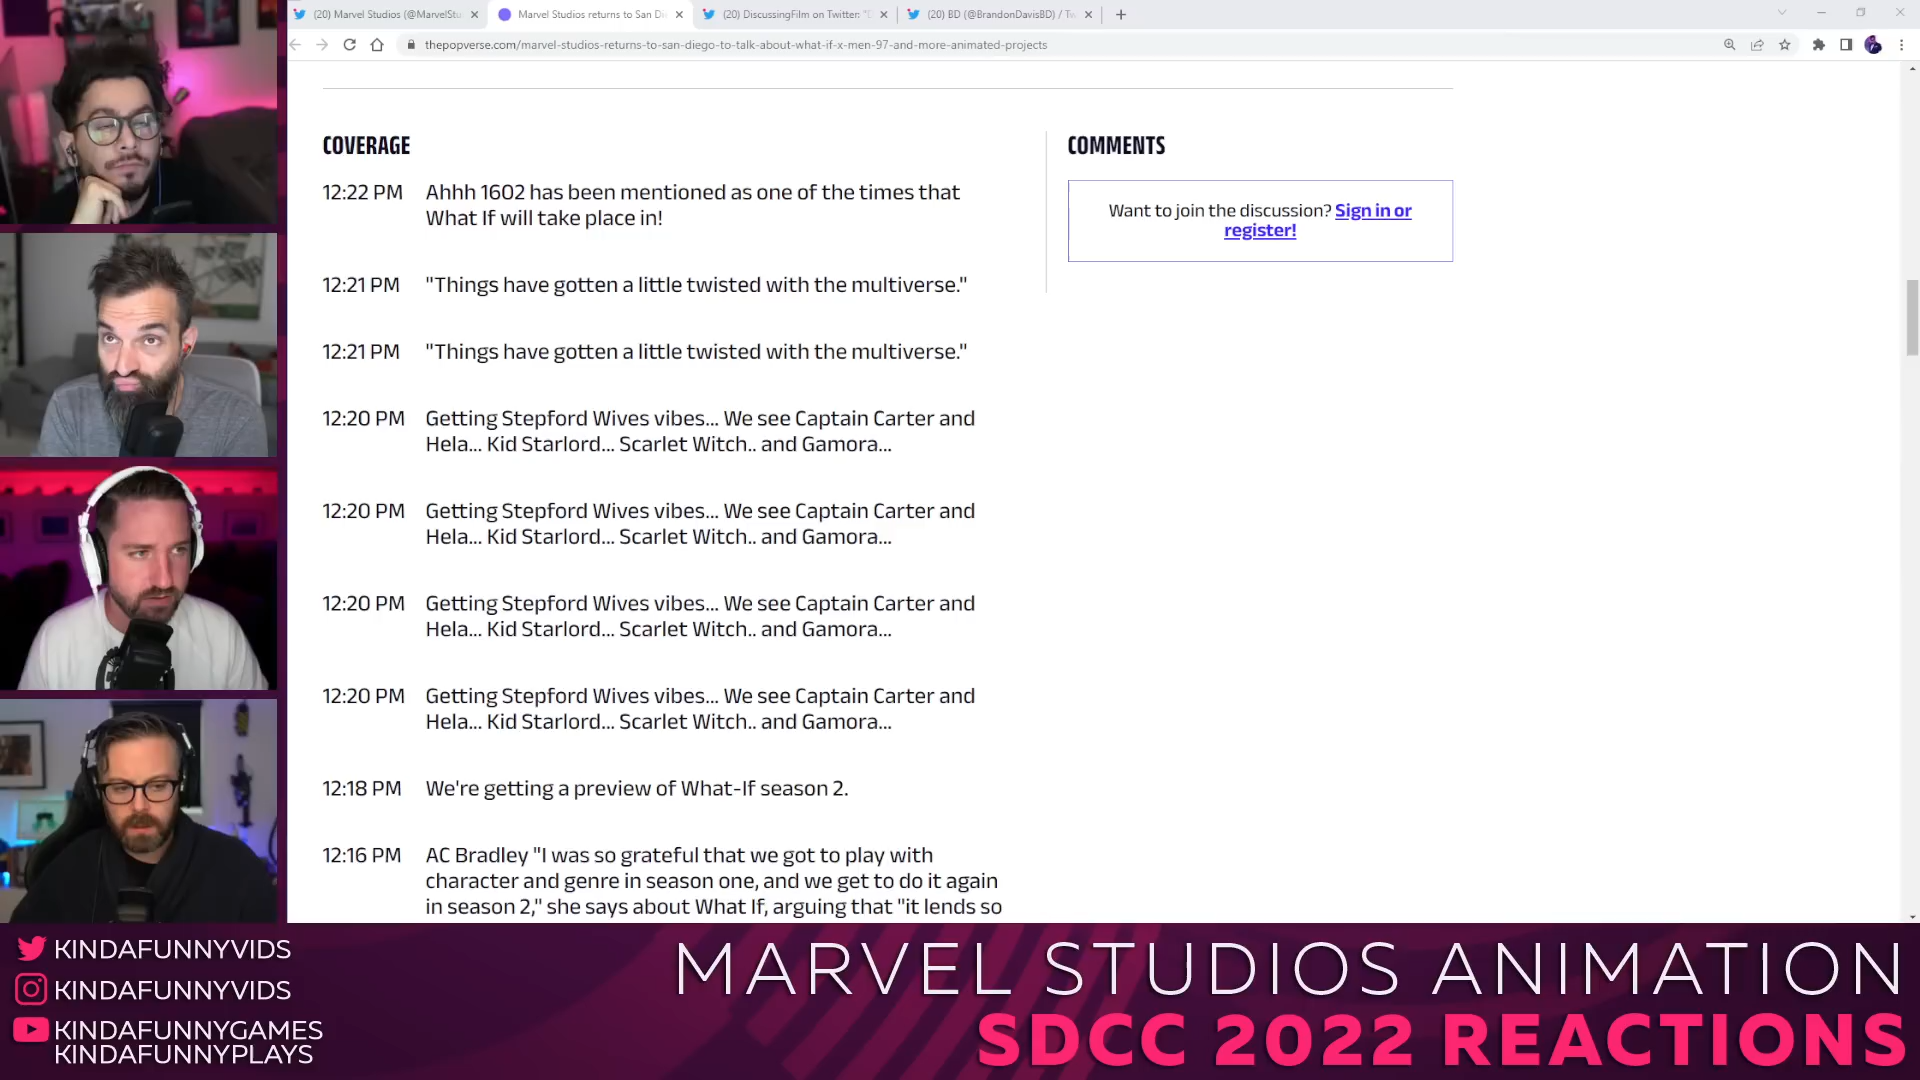 (20) Marvel Studios (@MarvelStu
Marvel Studios returns to San Di
(20) DiscussingFilm on Twitter: "D
(20) BD (@BrandonDavisBD) / Tw
thepopverse.com/marvel-studios-returns-to-san-diego-to-talk-about-what-if-x-men-97-and-more-animated-projects
COVERAGE
12:22 PM Ahhh 1602 has been mentioned as one of the times that
What If will take place in!
12:21 PM "Things have gotten a little twisted with the multiverse."
12:21 PM "Things have gotten a little twisted with the multiverse."
12:20 PM Getting Stepford Wives vibes... We see Captain Carter and
Hela... Kid Starlord... Scarlet Witch.. and Gamora...
12:20 PM Getting Stepford Wives vibes... We see Captain Carter and
Hela... Kid Starlord... Scarlet Witch.. and Gamora...
12:20 PM Getting Stepford Wives vibes... We see Captain Carter and
Hela... Kid Starlord... Scarlet Witch.. and Gamora...
12:20 PM Getting Stepford Wives vibes... We see Captain Carter and
Hela... Kid Starlord... Scarlet Witch.. and Gamora...
12:18 PM We're getting a preview of What-If season 2.
12:16 PM AC Bradley "I was so grateful that we got to play with
character and genre in season one, and we get to do it again
in season 2," she says about What If, arguing that "it lends so
COMMENTS
Want to join the discussion? Sign in or
register!
KINDAFUNNYVIDS
KINDAFUNNYVIDS
KINDAFUNNYGAMES
KINDAFUNNYPLAYS
MARVEL STUDIOS ANIMATION
SDCC 2022 REACTIONS